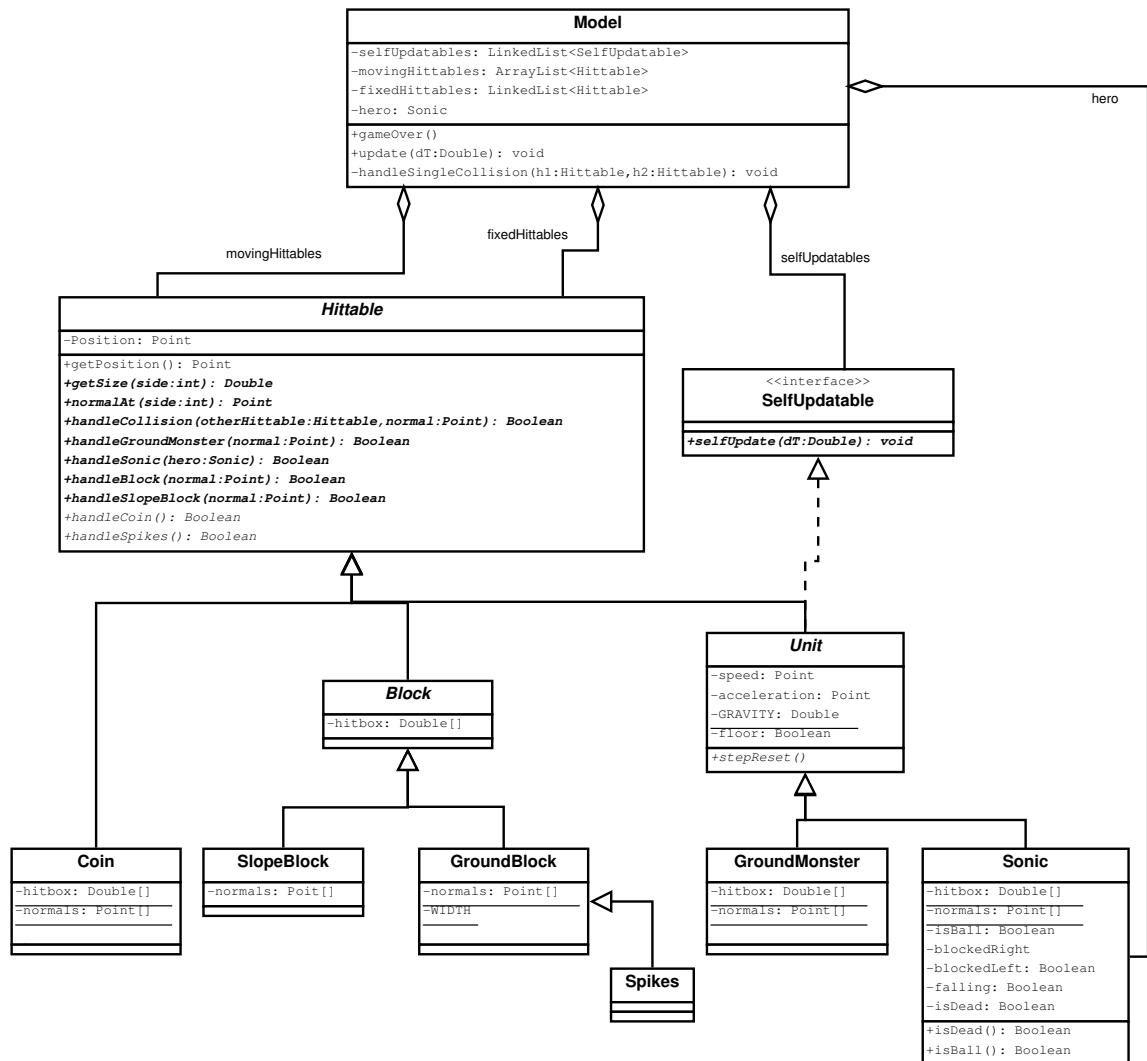 Model
-selfUpdatables: LinkedList<SelfUpdatable>
-movingHittables: ArrayList<Hittable>
-fixedHittables: LinkedList<Hittable>
-hero: Sonic
+gameOver()
+update(dT:Double): void
-handleSingleCollision(h1:Hittable,h2:Hittable): void
hero
movingHittables
fixedHittables
selfUpdatables
Hittable
-Position: Point
+getPosition(): Point
+getSize(side:int): Double
+normalAt(side:int): Point
+handleCollision(otherHittable:Hittable,normal:Point): Boolean
+handleGroundMonster(normal:Point): Boolean
+handleSonic(hero:Sonic): Boolean
+handleBlock(normal:Point): Boolean
+handleSlopeBlock(normal:Point): Boolean
+handleCoin(): Boolean
+handleSpikes(): Boolean
<<interface>>
SelfUpdatable
+selfUpdate(dT:Double): void
Unit
-speed: Point
-acceleration: Point
-GRAVITY: Double
-floor: Boolean
+stepReset()
Block
-hitbox: Double[]
Coin
-hitbox: Double[]
-normals: Point[]
SlopeBlock
-normals: Poit[]
GroundBlock
-normals: Point[]
-WIDTH
Spikes
GroundMonster
-hitbox: Double[]
-normals: Point[]
Sonic
-hitbox: Double[]
-normals: Point[]
-isBall: Boolean
-blockedRight
-blockedLeft: Boolean
-falling: Boolean
-isDead: Boolean
+isDead(): Boolean
+isBall(): Boolean